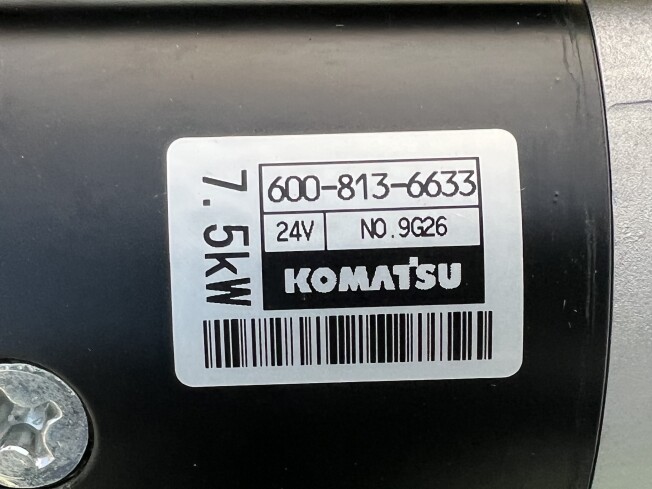 7.5kW
600-813-6633
24V NO.9G26
KOMATSU